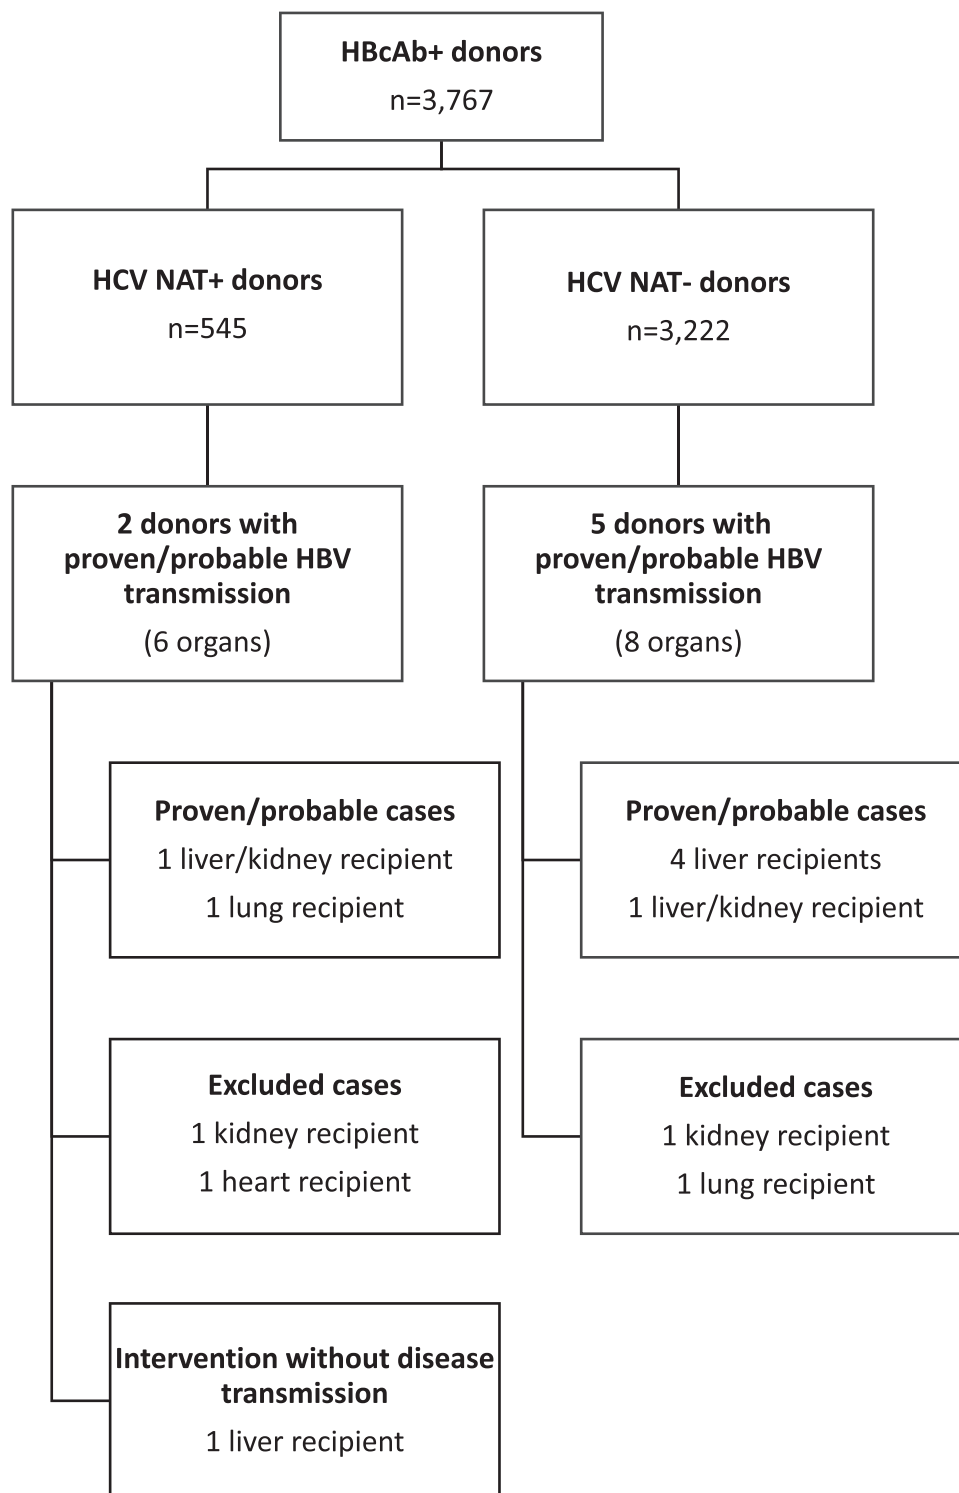 HBcAb+ donors
n=3,767
HCV NAT+ donors
n=545
HCV NAT- donors
n=3,222
2 donors with
proven/probable HBV
transmission
(6 organs)
5 donors with
proven/probable HBV
transmission
(8 organs)
Proven/probable cases
1 liver/kidney recipient
1 lung recipient
Proven/probable cases
4 liver recipients
1 liver/kidney recipient
Excluded cases
1 kidney recipient
1 heart recipient
Excluded cases
1 kidney recipient
1 lung recipient
Intervention without disease
transmission
1 liver recipient